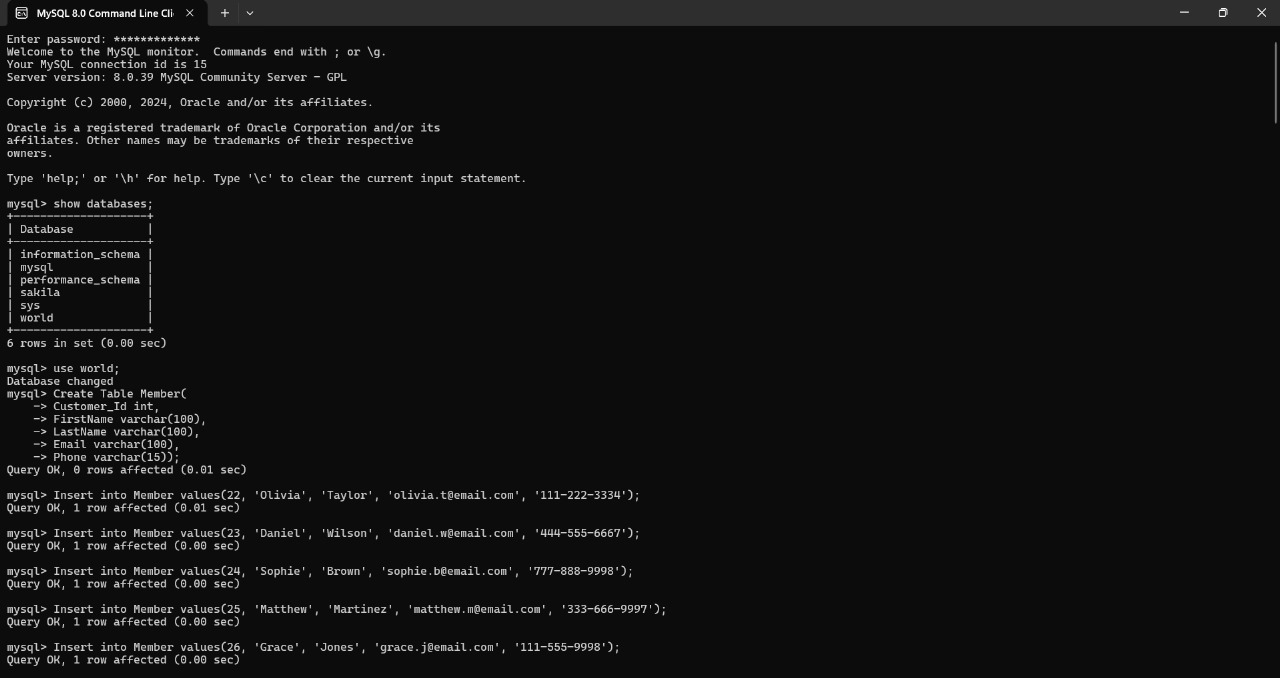 MySQL 8.0 Command Line Cli
Enter password: *************
Welcome to the MySQL monitor.  Commands end with ; or \g.
Your MySQL connection id is 15
Server version: 8.0.39 MySQL Community Server - GPL
Copyright (c) 2000, 2024, Oracle and/or its affiliates.
Oracle is a registered trademark of Oracle Corporation and/or its
affiliates. Other names may be trademarks of their respective
owners.
Type 'help;' or '\h' for help. Type '\c' to clear the current input statement.
mysql> show databases;
+--------------------+
| Database           |
+--------------------+
| information_schema |
| mysql              |
| performance_schema |
| sakila             |
| sys                |
| world              |
+--------------------+
6 rows in set (0.00 sec)
mysql> use world;
Database changed
mysql> Create Table Member(
    -> Customer_Id int,
    -> FirstName varchar(100),
    -> LastName varchar(100),
    -> Email varchar(100),
    -> Phone varchar(15));
Query OK, 0 rows affected (0.01 sec)
mysql> Insert into Member values(22, 'Olivia', 'Taylor', 'olivia.t@email.com', '111-222-3334');
Query OK, 1 row affected (0.01 sec)
mysql> Insert into Member values(23, 'Daniel', 'Wilson', 'daniel.w@email.com', '444-555-6667');
Query OK, 1 row affected (0.00 sec)
mysql> Insert into Member values(24, 'Sophie', 'Brown', 'sophie.b@email.com', '777-888-9998');
Query OK, 1 row affected (0.00 sec)
mysql> Insert into Member values(25, 'Matthew', 'Martinez', 'matthew.m@email.com', '333-666-9997');
Query OK, 1 row affected (0.00 sec)
mysql> Insert into Member values(26, 'Grace', 'Jones', 'grace.j@email.com', '111-555-9998');
Query OK, 1 row affected (0.00 sec)